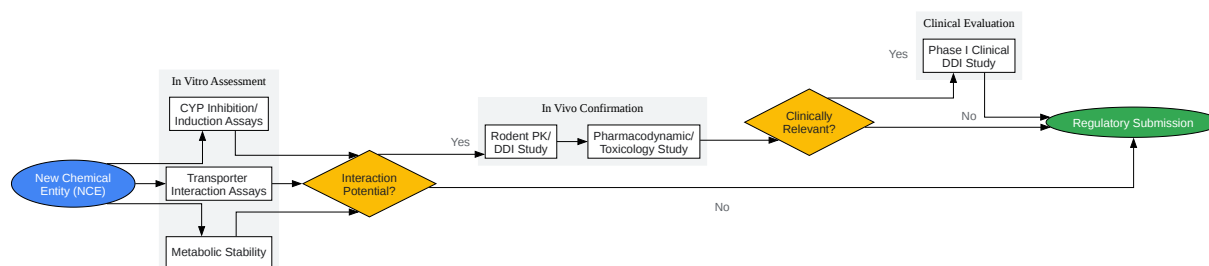 Clinical Evaluation
Yes
Phase I Clinical
DDI Study
In Vitro Assessment
CYP Inhibition/
Induction Assays
In Vivo Confirmation
Clinically
Relevant?
No
Regulatory Submission
Yes
Rodent PK/
DDI Study
Pharmacodynamic/
Toxicology Study
New Chemical
Entity (NCE)
Transporter
Interaction Assays
Interaction
Potential?
No
Metabolic Stability